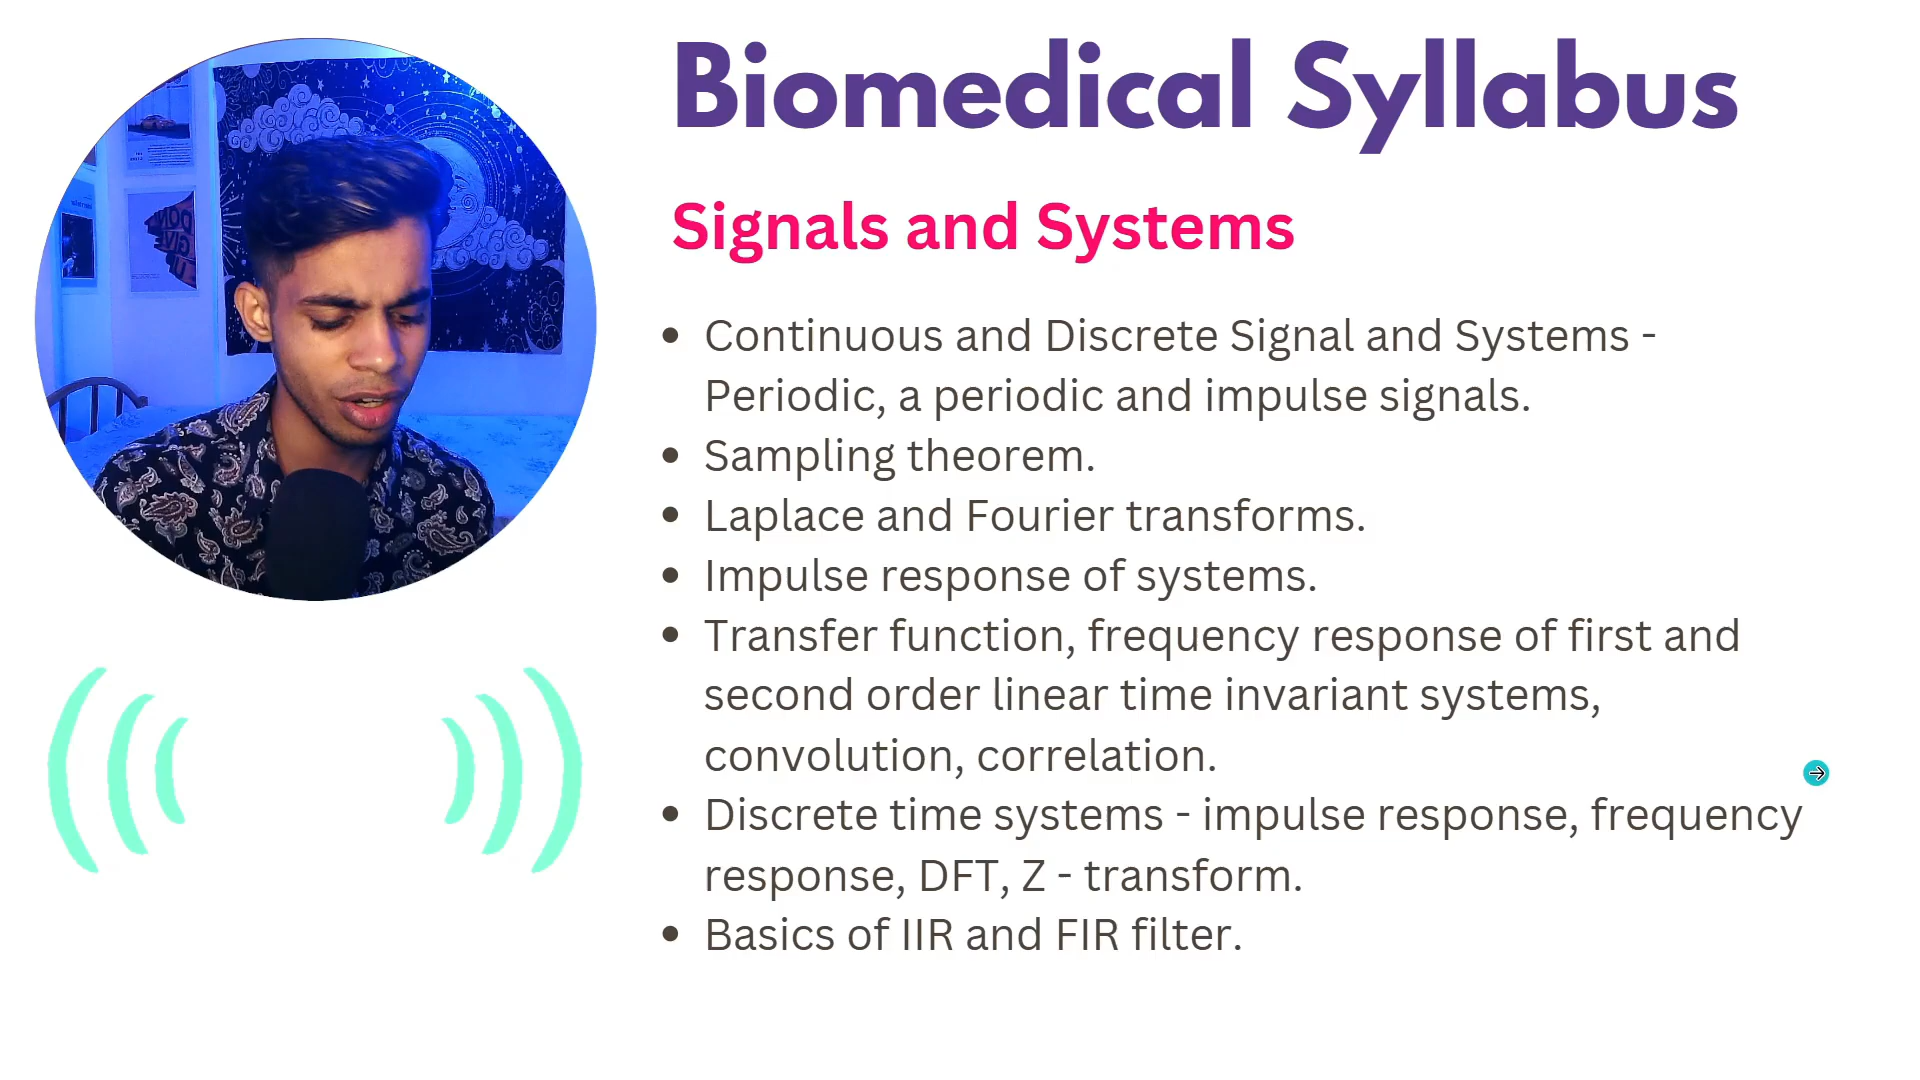 Biomedical Syllabus
Signals and Systems
• Continuous and Discrete Signal and Systems -
Periodic, a periodic and impulse signals.
• Sampling theorem.
• Laplace and Fourier transforms.
• Impulse response of systems.
• Transfer function, frequency response of first and
second order linear time invariant systems,
convolution, correlation.
• Discrete time systems - impulse response, frequency
response, DFT, Z - transform.
• Basics of IIR and FIR filter.